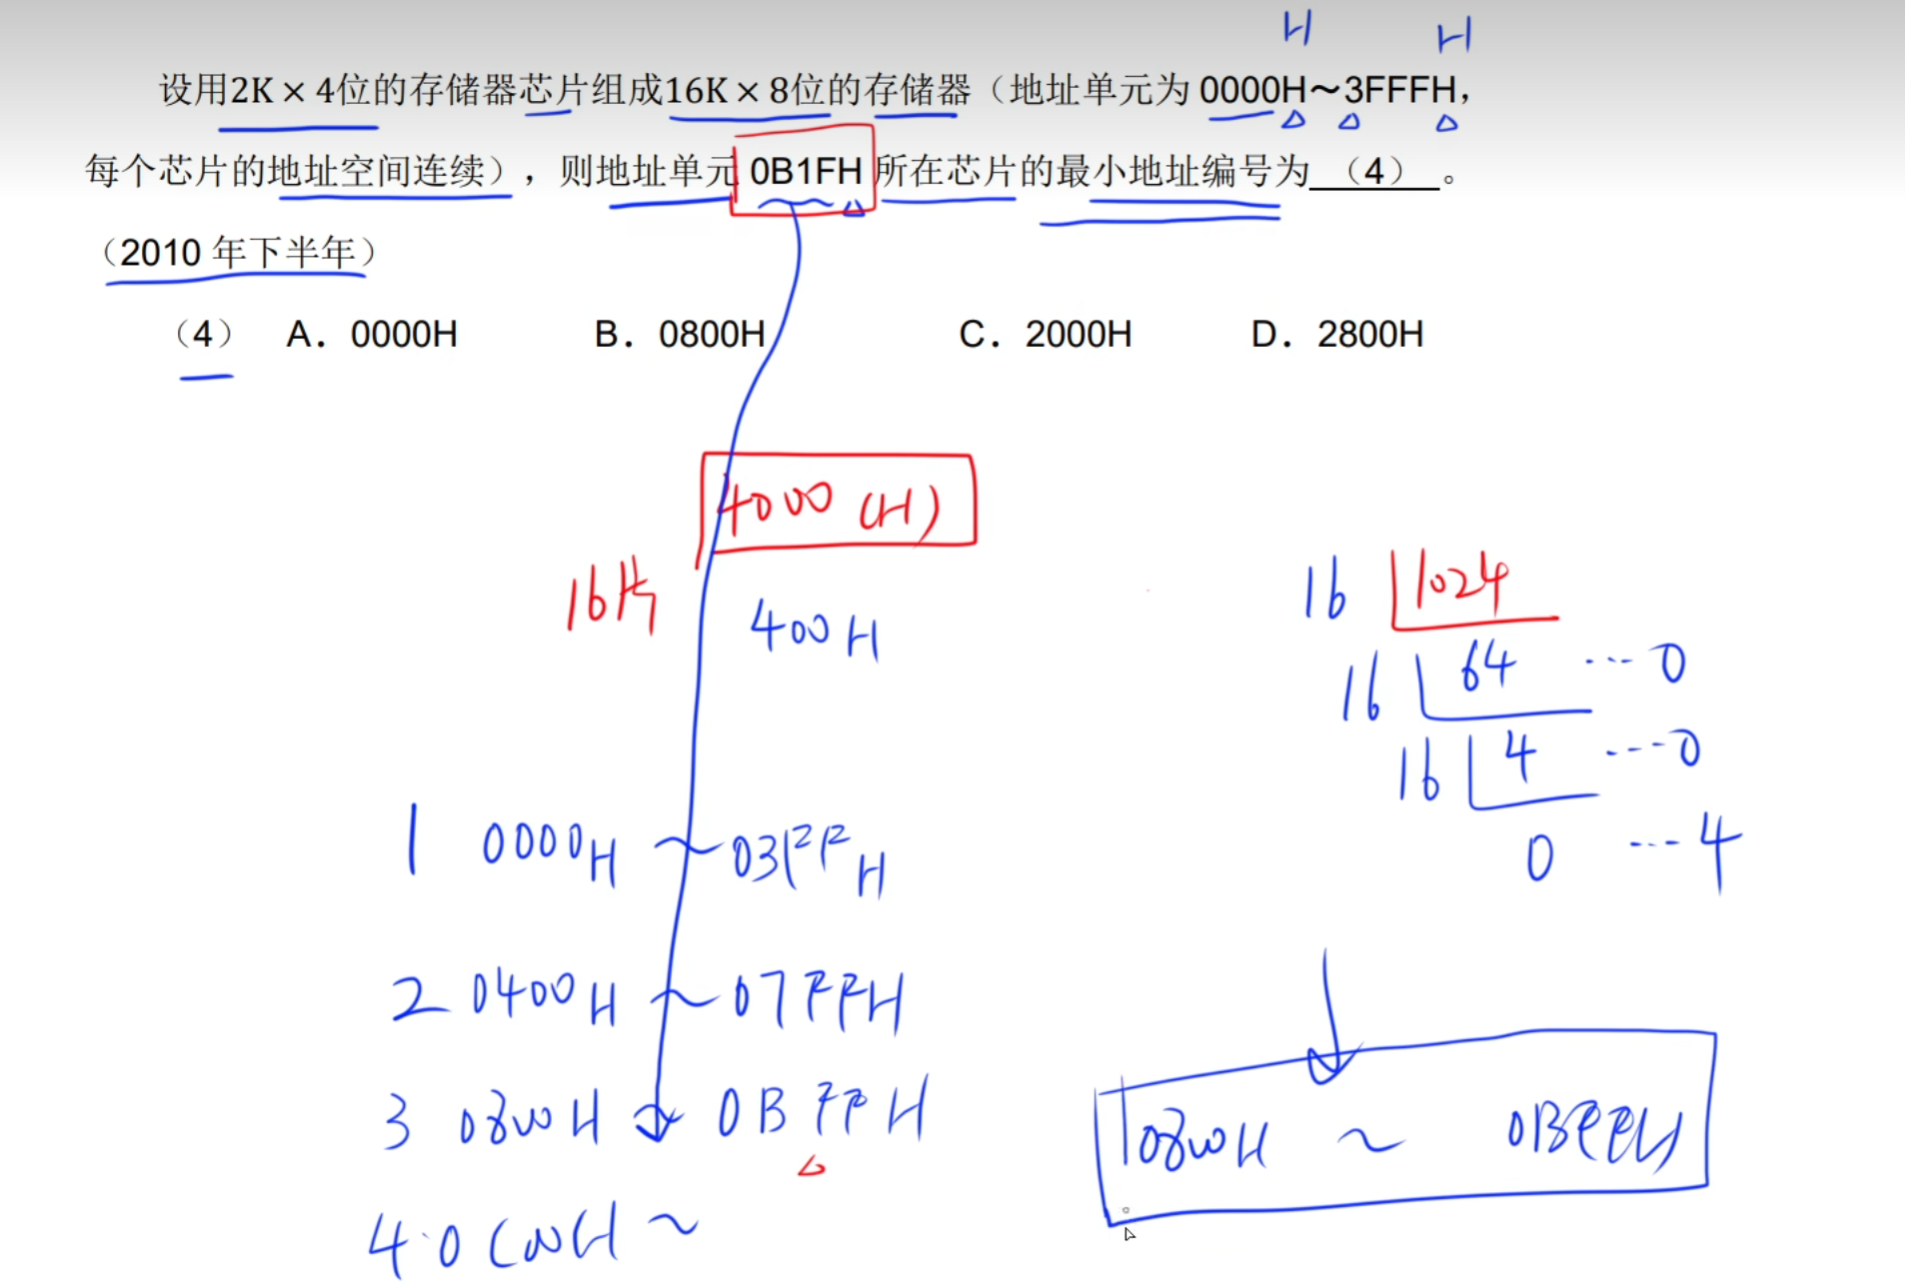 H H
设用2K × 4位的存储器芯片组成16K × 8位的存储器（地址单元为 0000H～3FFFH，
每个芯片的地址空间连续），则地址单元 0B1FH 所在芯片的最小地址编号为 （4） 。
（2010 年下半年）
（4） A．0000H B．0800H C．2000H D．2800H
4000 (H)
16片
400H
16 1024
16 64 ... 0
16 4 ... 0
0 ... 4
1 0000H ~ 03FFH
2 0400H ~ 07FFH
3 0800H 0BFFH
4 0C00H ~
0800H ~ 0BFFH